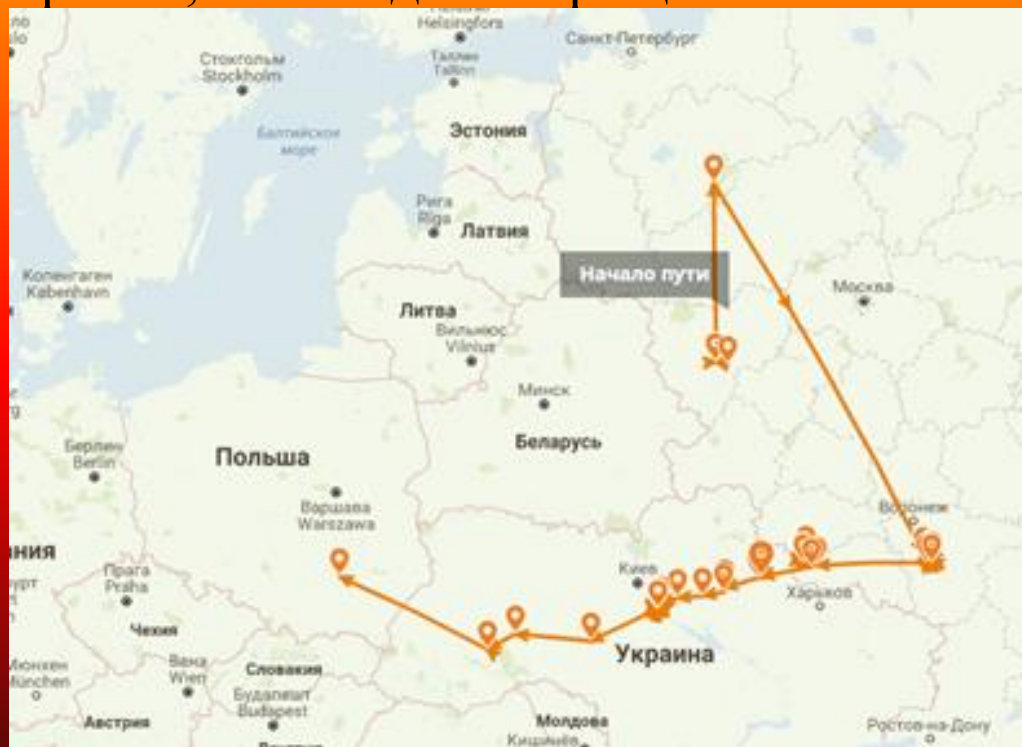 Helsingfors
Санкт-Петербург
Стокгольм
Stockholm
Таллин
Tallinn
Балтийское
море
Эстония
Рига
Rīga
Латвия
Начало пути
Копенгаген
København
Москва
Литва
Вильнюс
Vilnius
Минск
Беларусь
Берлин
Berlin
Польша
Варшава
Warszawa
Воронеж
Киев
Харьков
Прага
Praha
Чехия
Украина
Мюнхен
München
Вена
Wien
Словакия
Будапешт
Budapest
Австрия
Молдова
Кишинёв
Ростов-на-Дону